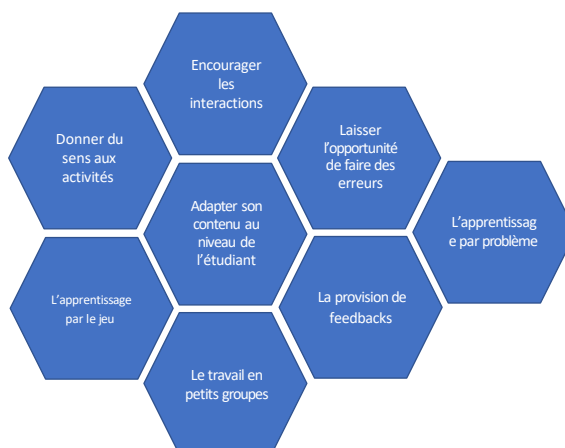 Encourager
les
interactions
Donner du
sens aux
activités
Laisser
l'opportunité
de faire des
erreurs
Adapter son
contenu au
niveau de
l'étudiant
L'apprentissag
e par problème
L'apprentissage
par le jeu
La provision de
feedbacks
Le travail en
petits groupes